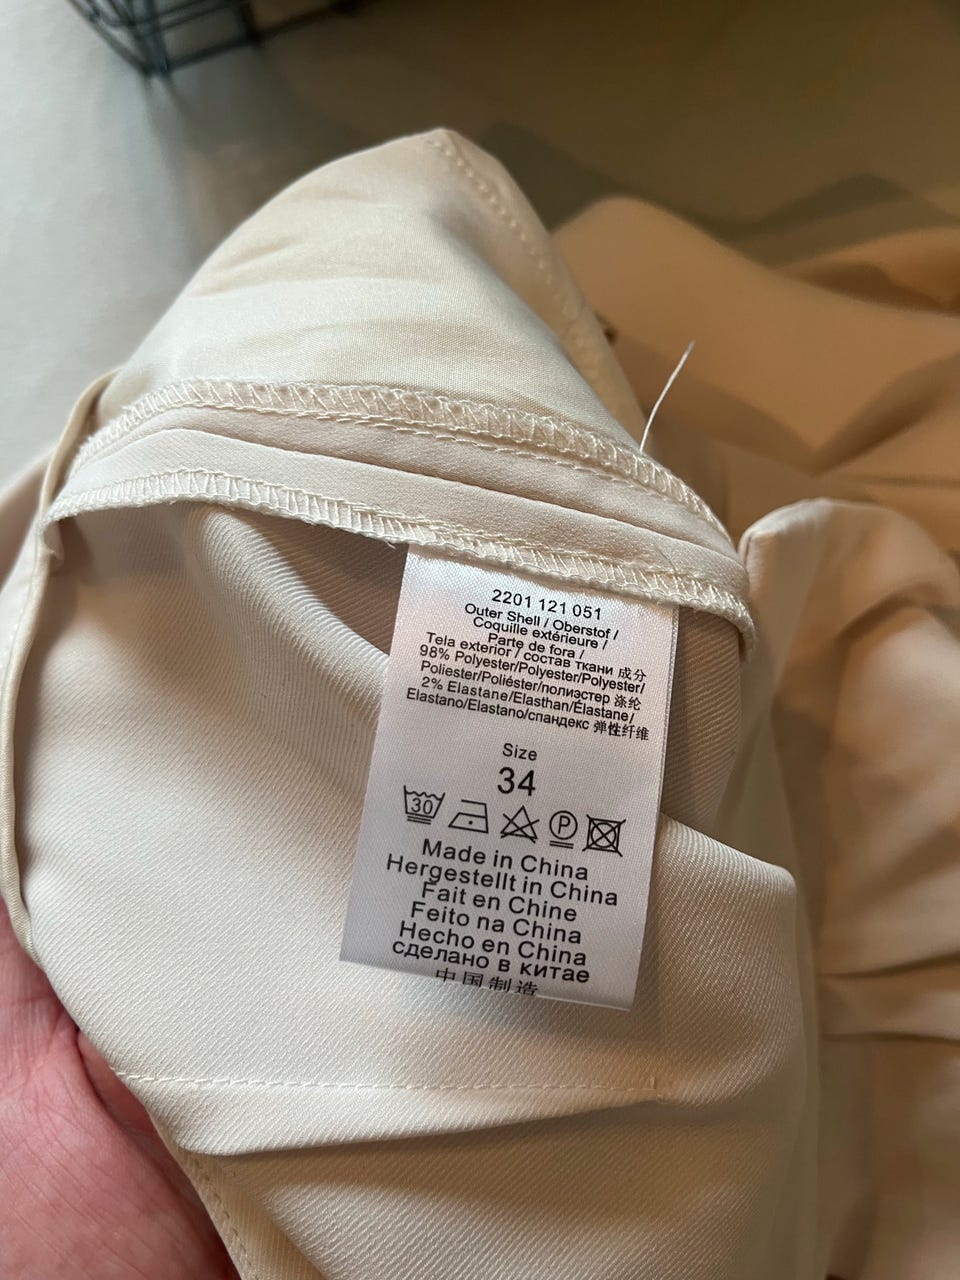 2201 121 051
Outer Shell / Oberstof /
Coquille extérieure /
Parte de fora /
Tela exterior / состав ткани 成分
98% Polyester/Polyester/Polyester/
Poliester/Poliéster/полиэстер 涤纶
2% Elastane/Elasthan/Élastane/
Elastano/Elastano/спандекс 弹性纤维
Size
34
30
P
Made in China
Hergestellt in China
Fait en Chine
Feito na China
Hecho en China
сделано в китае
中国制造